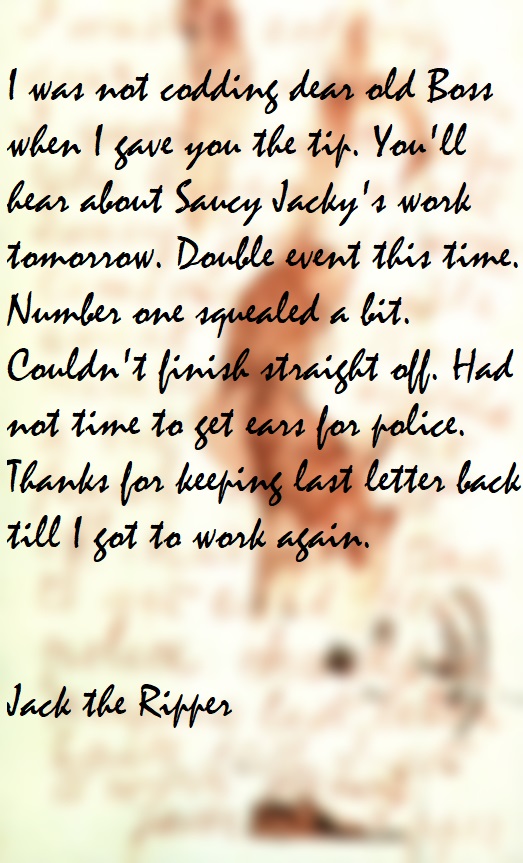 I was not codding dear old Boss
when I gave you the tip. You'll
hear about Saucy Jacky's work
tomorrow. Double event this time.
Number one squealed a bit.
Couldn't finish straight off. Had
not time to get ears for police.
Thanks for keeping last letter back
till I got to work again.
Jack the Ripper